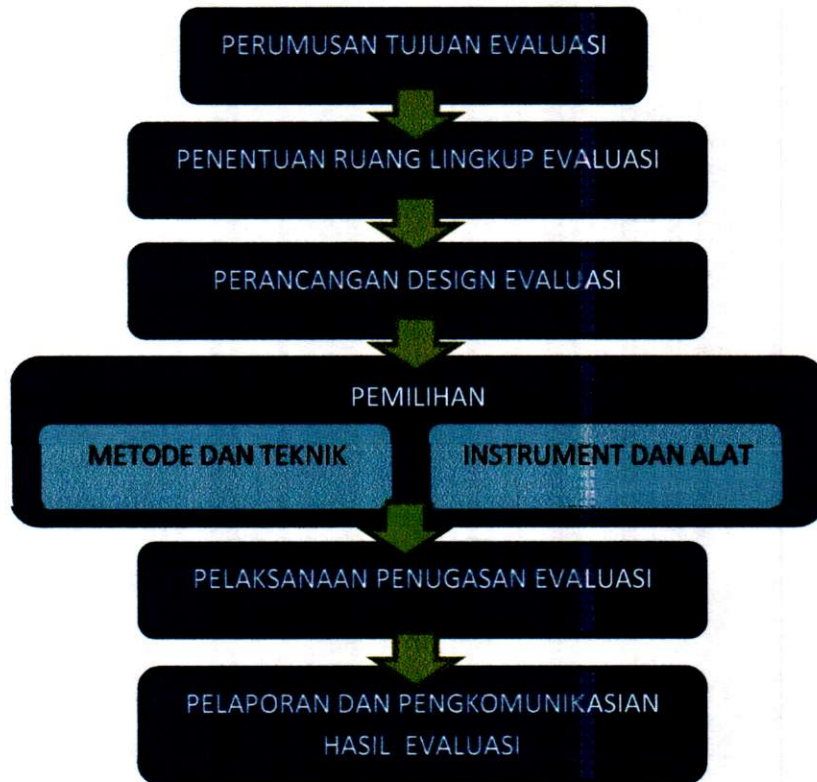 PERUMUSAN TUJUAN EVALUASI
PENENTUAN RUANG LINGKUP EVALUASI
PERANCANGAN DESIGN EVALUASI
PEMILIHAN
METODE DAN TEKNIK
INSTRUMENT DAN ALAT
PELAKSANAAN PENUGASAN EVALUASI
PELAPORAN DAN PENGKOMUNIKASIAN
HASIL EVALUASI